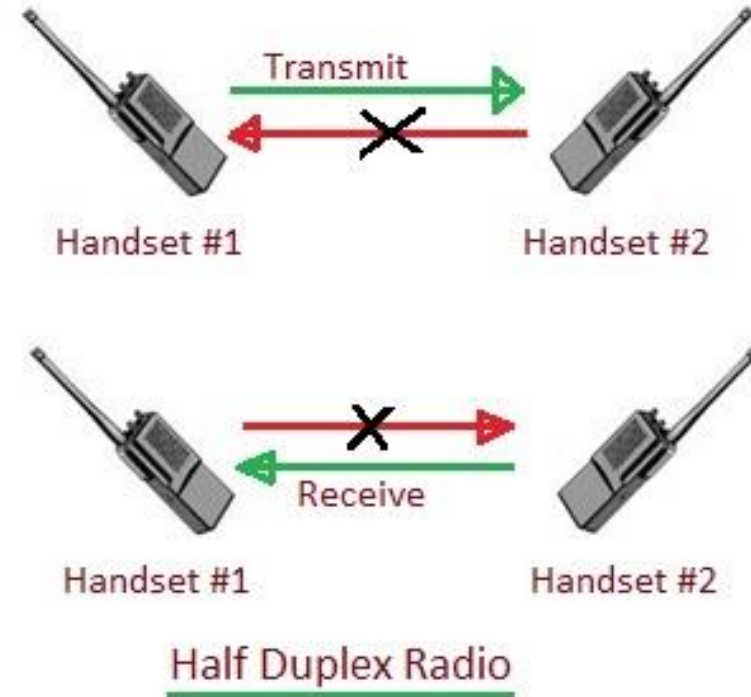 Transmit
Handset #1
Handset #2
Receive
Handset #1
Handset #2
Half Duplex Radio